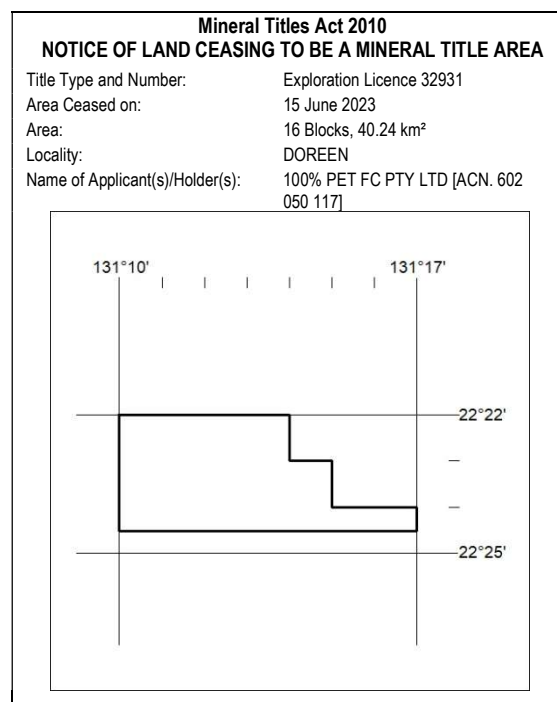 Mineral Titles Act 2010
NOTICE OF LAND CEASING TO BE A MINERAL TITLE AREA
Title Type and Number: Exploration Licence 32931
Area Ceased on: 15 June 2023
Area: 16 Blocks, 40.24 km²
Locality: DOREEN
Name of Applicant(s)/Holder(s): 100% PET FC PTY LTD [ACN. 602
050 117]
131°10' 131°17'
22°22'
22°25'